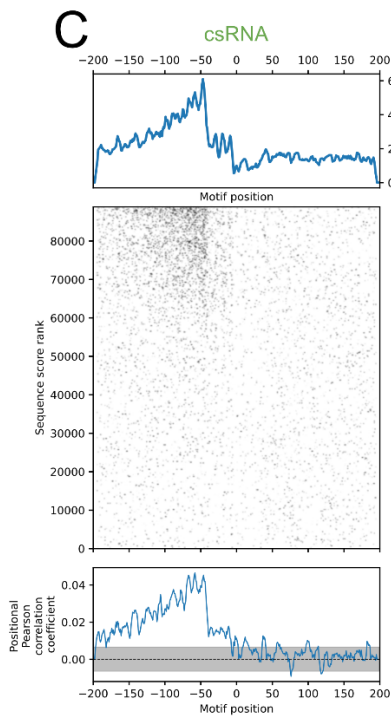 C
csRNA
−200 −150 −100 −50 0 50 100 150 200
6
4
2
0
Motif position
80000
70000
60000
50000
40000
30000
20000
10000
0
Sequence score rank
0.04
0.02
0.00
Positional
Pearson
correlation
coefficient
−200 −150 −100 −50 0 50 100 150 200
Motif position